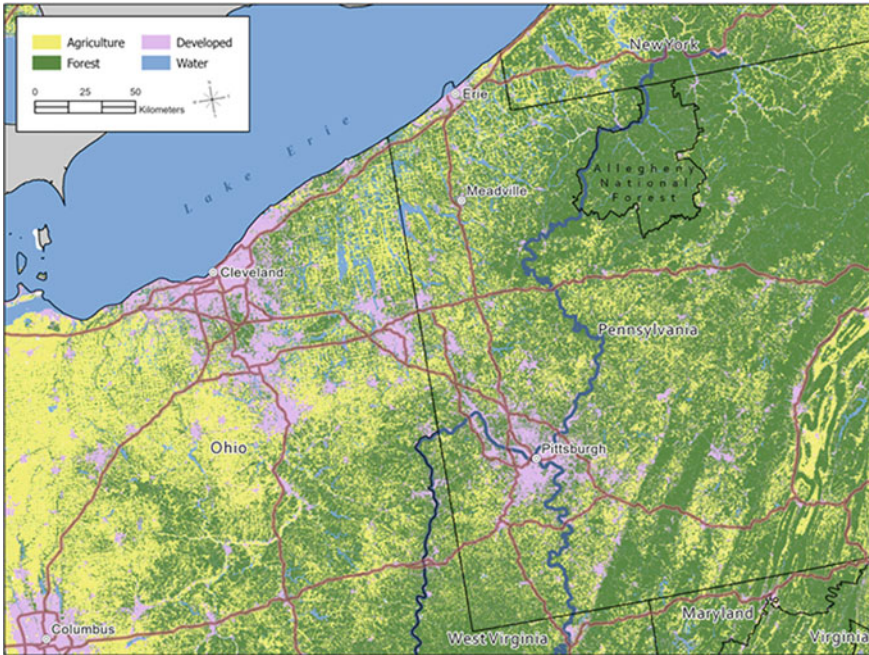 Agriculture
Developed
Forest
Water
0 25 50
Kilometers
New York
Erie
Lake Erie
Allegheny
National
Forest
Meadville
Cleveland
Pennsylvania
Ohio
Pittsburgh
Columbus
West Virginia
Maryland
Virginia